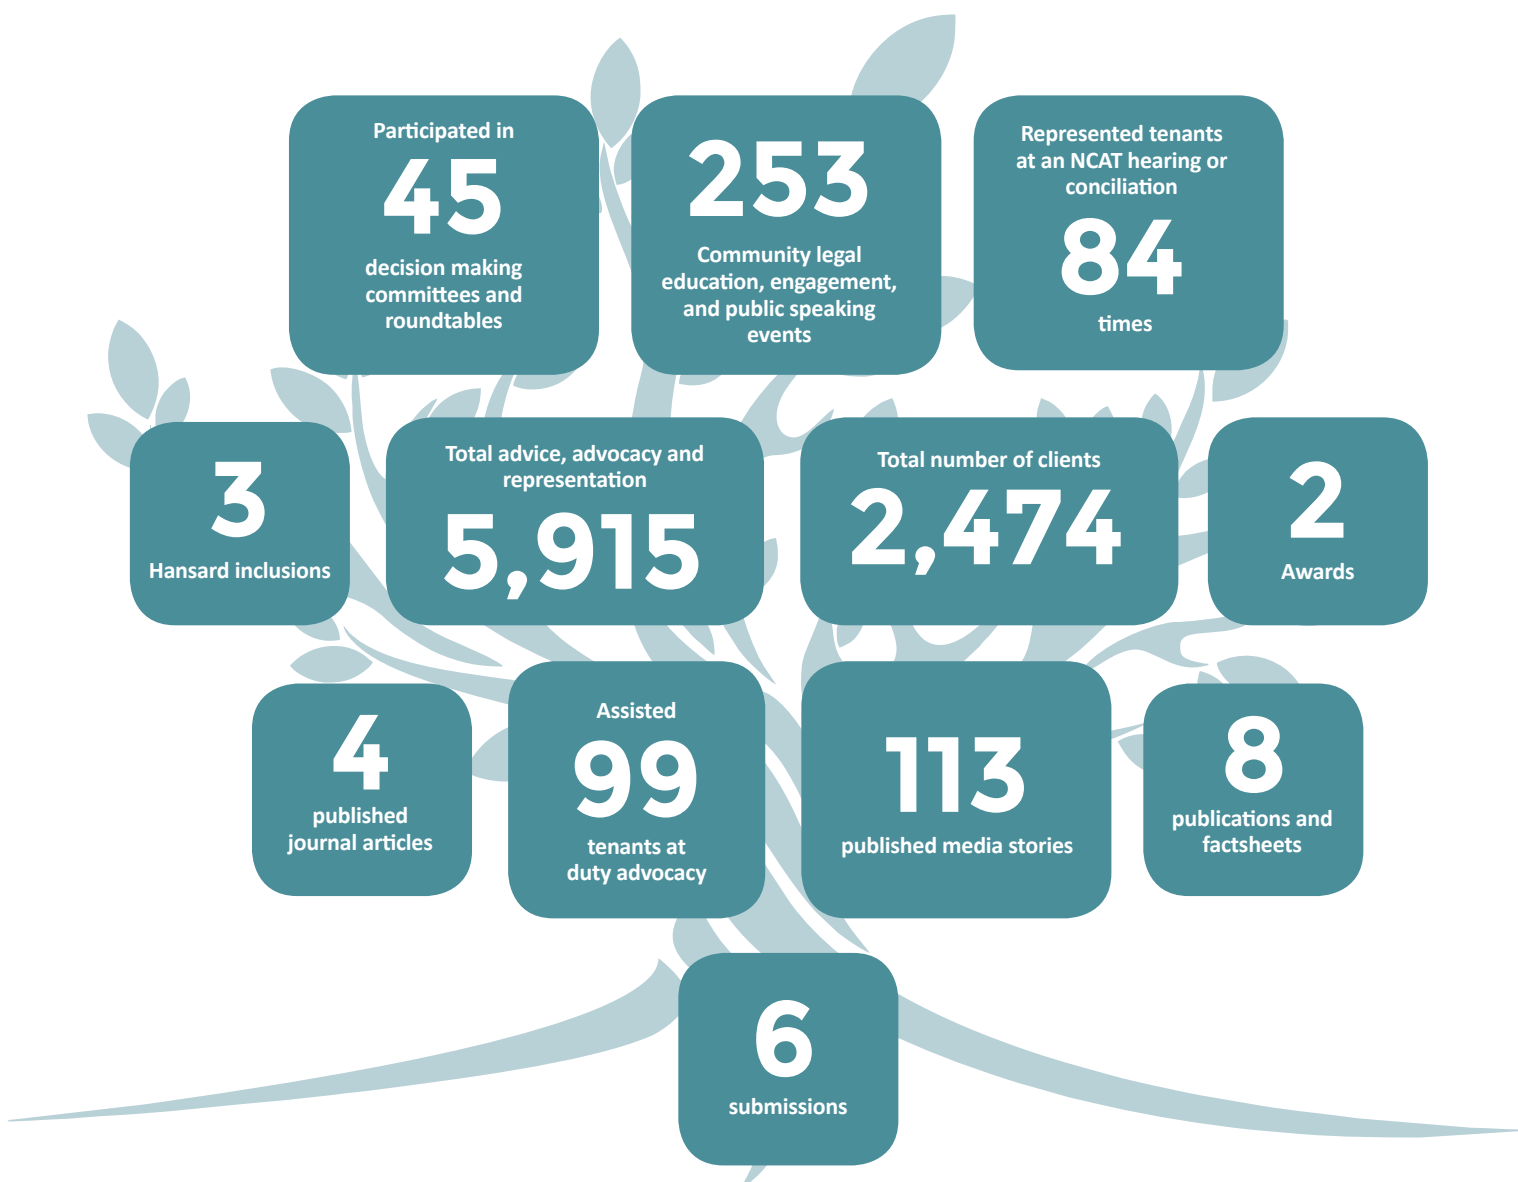 Participated in
45
decision making
committees and
roundtables
253
Community legal
education, engagement,
and public speaking
events
Represented tenants
at an NCAT hearing or
conciliation
84
times
3
Hansard inclusions
Total advice, advocacy and
representation
5,915
Total number of clients
2,474
2
Awards
4
published
journal articles
Assisted
99
tenants at
duty advocacy
113
published media stories
8
publications and
factsheets
6
submissions